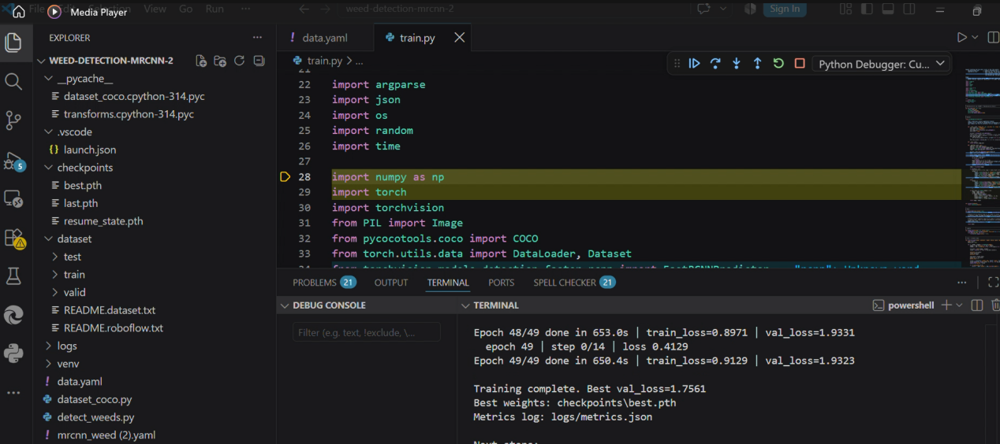 Media Player
File Edit Selection View Go Run ...
weed-detection-mrcnn-2
Sign In
EXPLORER
WEED-DETECTION-MRCNN-2
__pycache__
dataset_coco.cpython-314.pyc
transforms.cpython-314.pyc
.vscode
{} launch.json
checkpoints
best.pth
last.pth
resume_state.pth
dataset
test
train
valid
README.dataset.txt
README.roboflow.txt
logs
venv
! data.yaml
dataset_coco.py
detect_weeds.py
! mrcnn_weed (2).yaml
5
! data.yaml
train.py
train.py > ...
Python Debugger: Cu...
21
22 import argparse
23 import json
24 import os
25 import random
26 import time
27
28 import numpy as np
29 import torch
30 import torchvision
31 from PIL import Image
32 from pycocotools.coco import COCO
33 from torch.utils.data import DataLoader, Dataset
PROBLEMS 21 OUTPUT TERMINAL PORTS SPELL CHECKER 21
DEBUG CONSOLE
Filter (e.g. text, !exclude, \...
TERMINAL
powershell
Epoch 48/49 done in 653.0s | train_loss=0.8971 | val_loss=1.9331
epoch 49 | step 0/14 | loss 0.4129
Epoch 49/49 done in 650.4s | train_loss=0.9129 | val_loss=1.9323
Training complete. Best val_loss=1.7561
Best weights: checkpoints\best.pth
Metrics log: logs/metrics.json